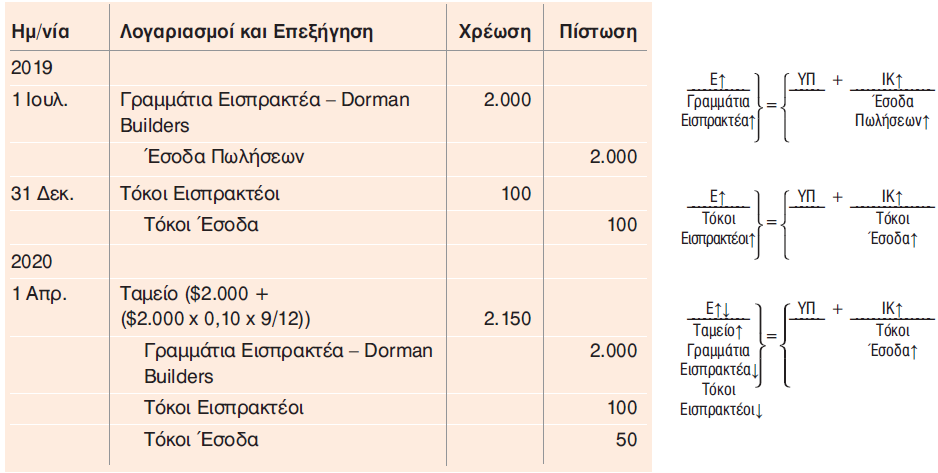 Ημ/νία Λογαριασμοί και Επεξήγηση Χρέωση Πίστωση
2019
1 Ιουλ. Γραμμάτια Εισπρακτέα – Dorman 2.000
Builders
Έσοδα Πωλήσεων 2.000
31 Δεκ. Τόκοι Εισπρακτέοι 100
Τόκοι Έσοδα 100
2020
1 Απρ. Ταμείο ($2.000 +
($2.000 x 0,10 x 9/12)) 2.150
Γραμμάτια Εισπρακτέα – Dorman 2.000
Builders
Τόκοι Εισπρακτέοι 100
Τόκοι Έσοδα 50
Ε↑ = ΥΠ + ΙΚ↑
Γραμμάτια Έσοδα
Εισπρακτέα↑ Πωλήσεων↑
Ε↑ = ΥΠ + ΙΚ↑
Τόκοι Τόκοι
Εισπρακτέοι↑ Έσοδα↑
Ε↑↓ = ΥΠ + ΙΚ↑
Ταμείο↑ Τόκοι
Γραμμάτια Έσοδα↑
Εισπρακτέα↓
Τόκοι
Εισπρακτέοι↓